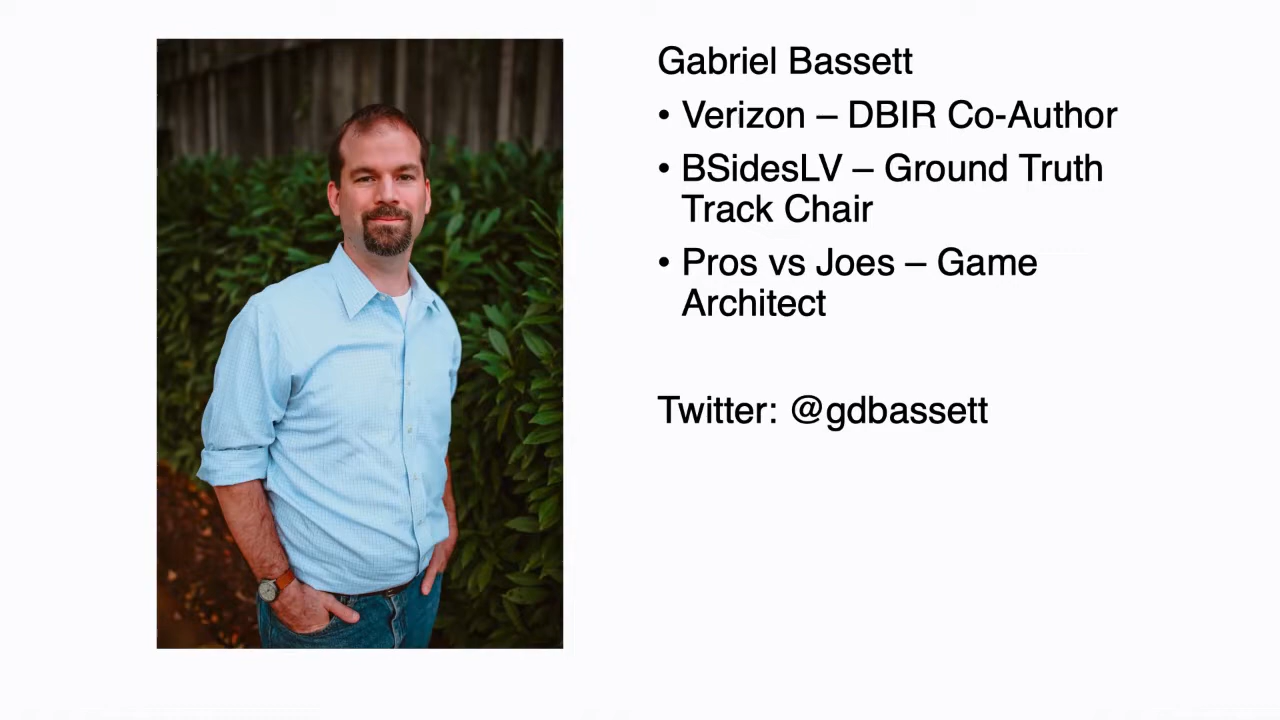 Gabriel Bassett
• Verizon – DBIR Co-Author
• BSidesLV – Ground Truth
Track Chair
• Pros vs Joes – Game
Architect
Twitter: @gdbassett